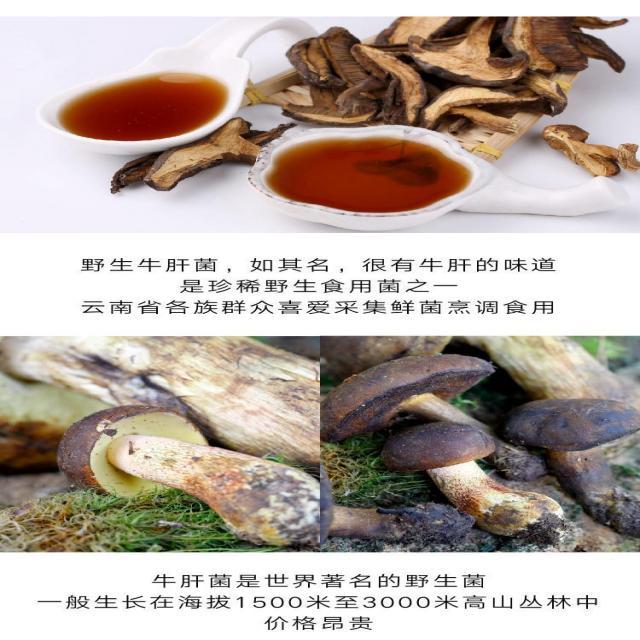 野生牛肝菌，如其名，很有牛肝的味道
是珍稀野生食用菌之一
云南省各族群众喜爱采集鲜菌烹调食用
牛肝菌是世界著名的野生菌
一般生长在海拔1500米至3000米高山丛林中
价格昂贵